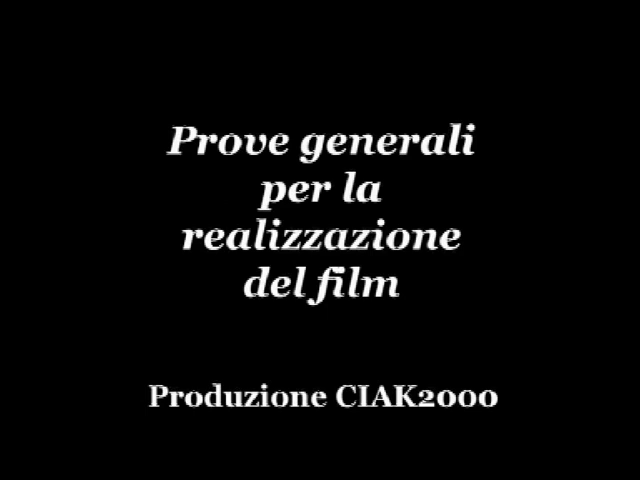 Prove generali
per la
realizzazione
del film
Produzione CIAK2000